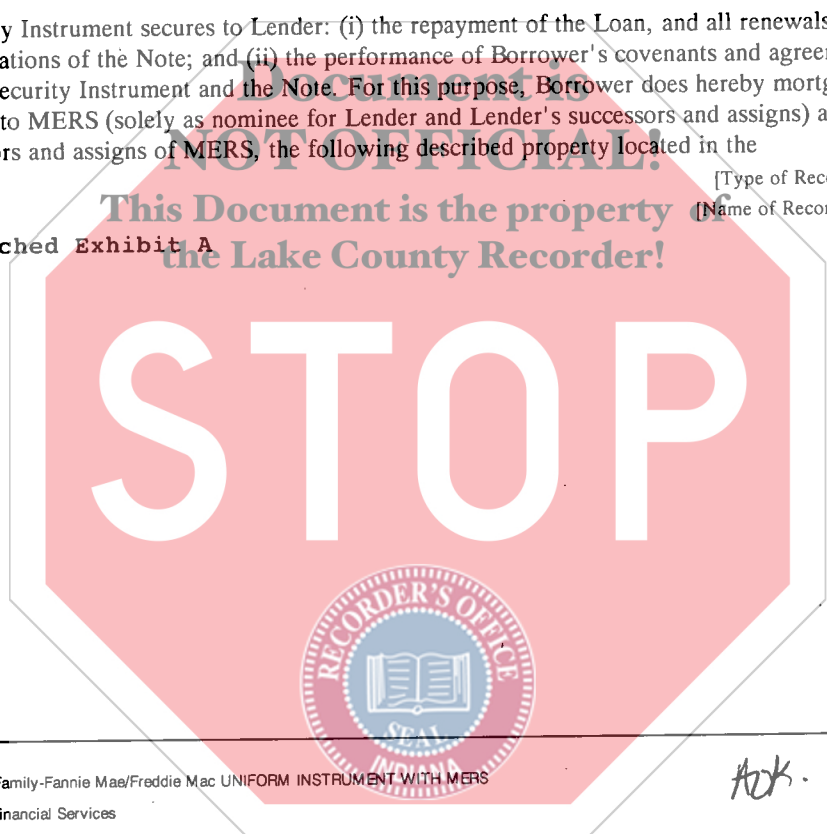 y Instrument secures to Lender: (i) the repayment of the Loan, and all renewals
ations of the Note; and (ii) the performance of Borrower's covenants and agreer
ecurity Instrument and the Note. For this purpose, Borrower does hereby mortg
to MERS (solely as nominee for Lender and Lender's successors and assigns) a
rs and assigns of MERS, the following described property located in the
[Type of Reco
[Name of Recor
ched Exhibit A
Document is
NOT OFFICIAL!
This Document is the property of
the Lake County Recorder!
STOP
RECORDER'S OFFICE
SEAL
INDIANA
Family-Fannie Mae/Freddie Mac UNIFORM INSTRUMENT WITH MERS
inancial Services